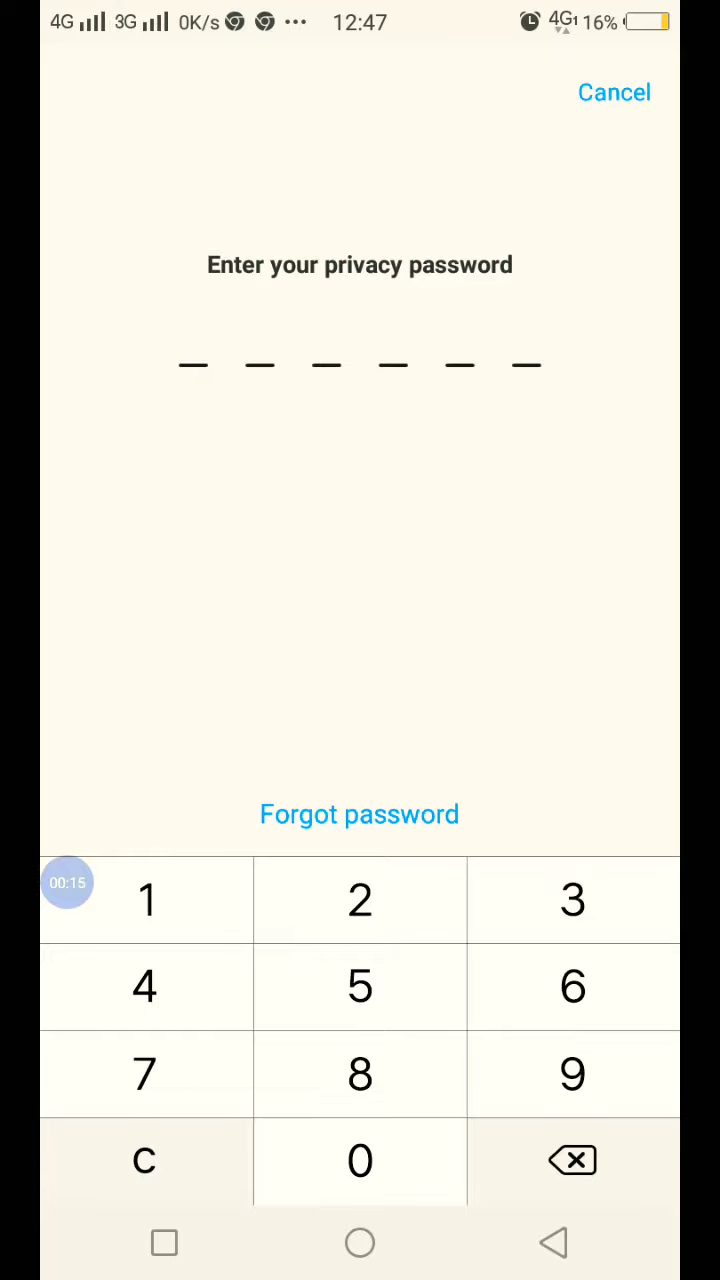 4G 3G 0K/s ... 12:47 4G1 16%
Cancel
Enter your privacy password
Forgot password
00:15
1 2 3
4 5 6
7 8 9
C 0